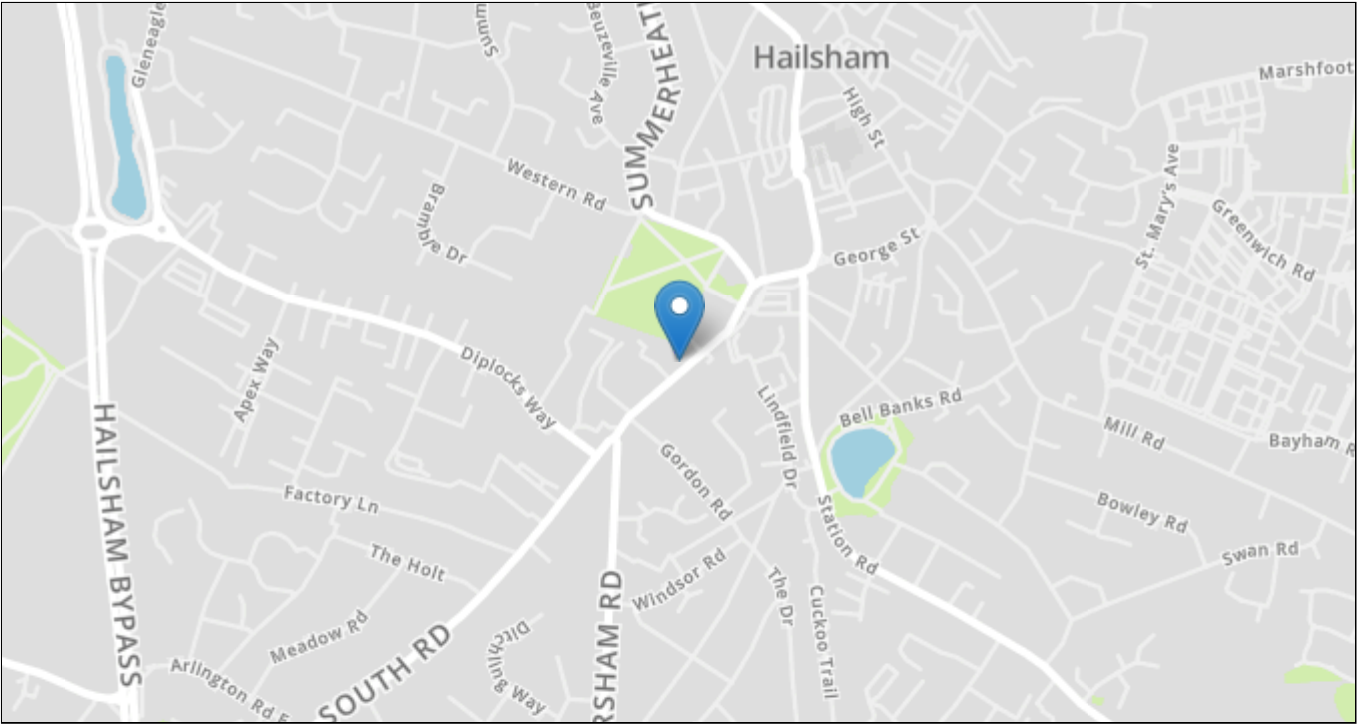 Gleneagle
Summ
Beuzeville Ave
SUMMERHEATH
Hailsham
High St
Marshfoot
Western Rd
St. Mary's Ave
Bramble Dr
George St
Greenwich Rd
Apex Way
Diplocks Way
Lindfield Dr
Bell Banks Rd
Mill Rd
Bayham R
HAILSHAM BYPASS
Factory Ln
Gordon Rd
Station Rd
Bowley Rd
Swan Rd
The Holt
Windsor Rd
The Dr
Cuckoo Trail
Meadow Rd
Arlington Rd E
SOUTH RD
Ditchling Way
RSHAM RD